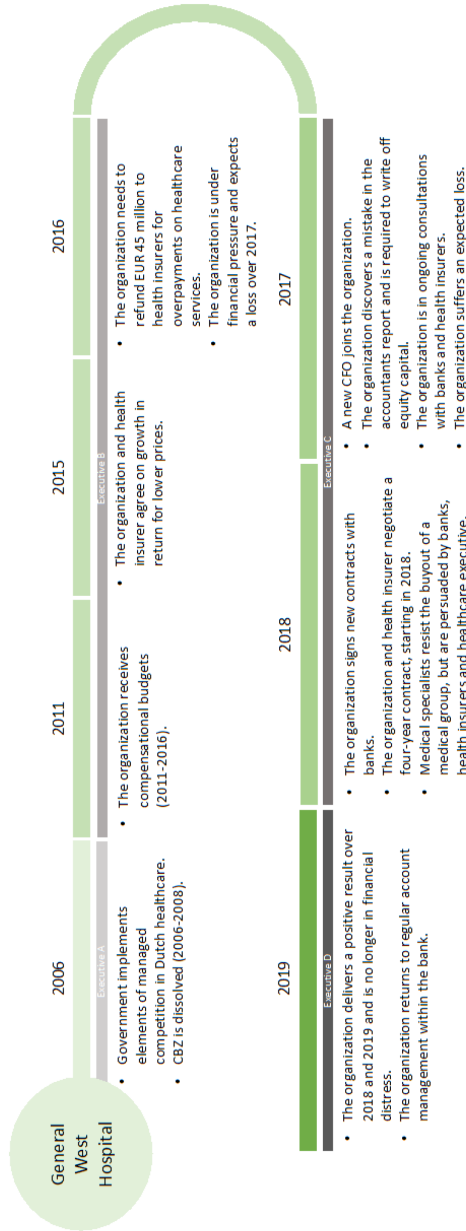 General
West
Hospital
2006
Executive A
• Government implements
elements of managed
competition in Dutch healthcare.
• CBZ is dissolved (2006-2008).
2011
• The organization receives
compensational budgets
(2011-2016).
2015
Executive B
• The organization and health
insurer agree on growth in
return for lower prices.
2016
• The organization needs to
refund EUR 45 million to
health insurers for
overpayments on healthcare
services.
• The organization is under
financial pressure and expects
a loss over 2017.
2017
Executive C
• A new CFO joins the organization.
• The organization discovers a mistake in the
accountants report and is required to write off
equity capital.
• The organization is in ongoing consultations
with banks and health insurers.
• The organization suffers an expected loss.
2018
• The organization signs new contracts with
banks.
• The organization and health insurer negotiate a
four-year contract, starting in 2018.
• Medical specialists resist the buyout of a
medical group, but are persuaded by banks,
health insurers and healthcare executive.
2019
Executive D
• The organization delivers a positive result over
2018 and 2019 and is no longer in financial
distress.
• The organization returns to regular account
management within the bank.